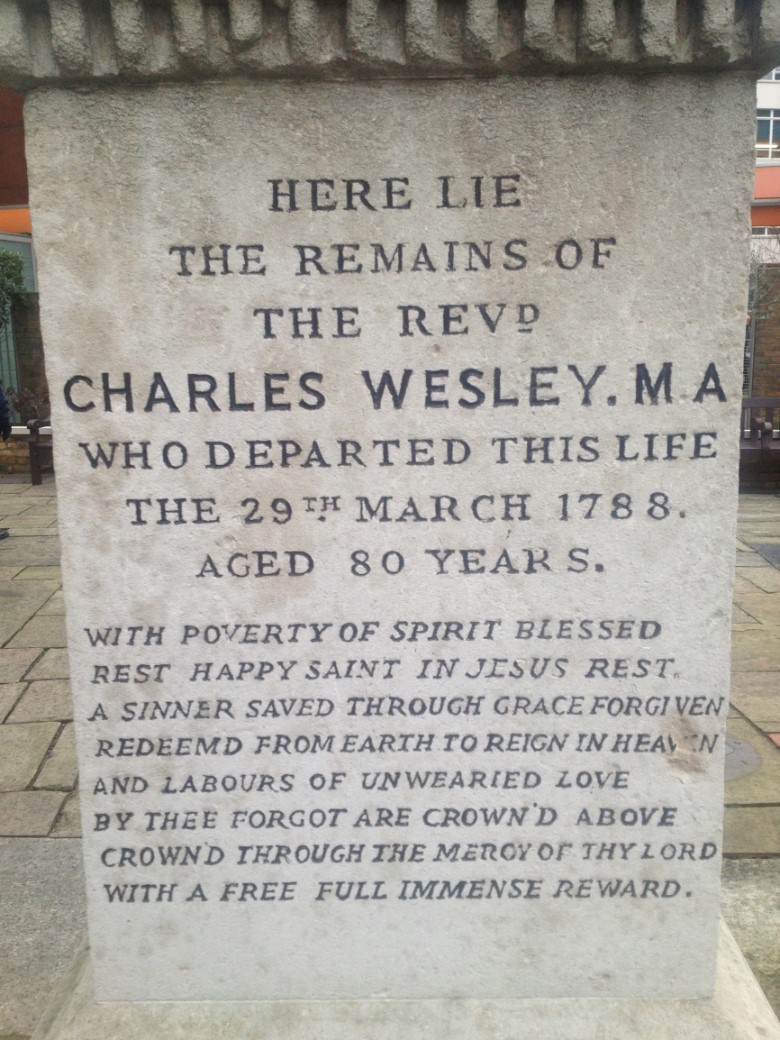 HERE LIE
THE REMAINS OF
THE REVD
CHARLES WESLEY. M A
WHO DEPARTED THIS LIFE
THE 29TH MARCH 1788.
AGED 80 YEARS.
WITH POVERTY OF SPIRIT BLESSED
REST HAPPY SAINT IN JESUS REST.
A SINNER SAVED THROUGH GRACE FORGIVEN
REDEEMD FROM EARTH TO REIGN IN HEAVEN
AND LABOURS OF UNWEARIED LOVE
BY THEE FORGOT ARE CROWN'D ABOVE
CROWN'D THROUGH THE MERCY OF THY LORD
WITH A FREE FULL IMMENSE REWARD.